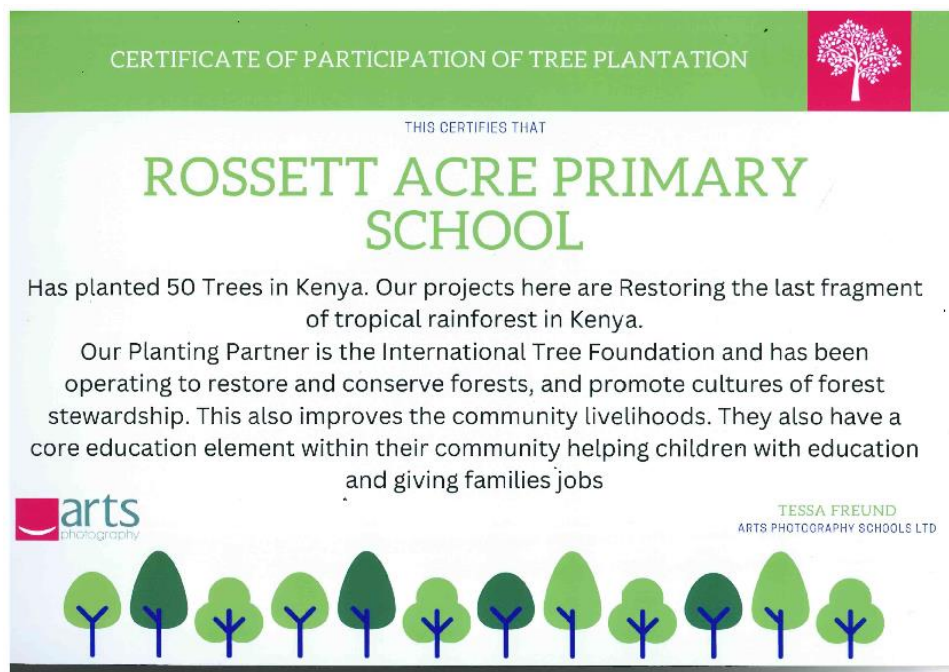 CERTIFICATE OF PARTICIPATION OF TREE PLANTATION
THIS CERTIFIES THAT
ROSSETT ACRE PRIMARY
SCHOOL
Has planted 50 Trees in Kenya. Our projects here are Restoring the last fragment
of tropical rainforest in Kenya.
Our Planting Partner is the International Tree Foundation and has been
operating to restore and conserve forests, and promote cultures of forest
stewardship. This also improves the community livelihoods. They also have a
core education element within their community helping children with education
and giving families jobs
arts
photography
TESSA FREUND
ARTS PHOTOGRAPHY SCHOOLS LTD